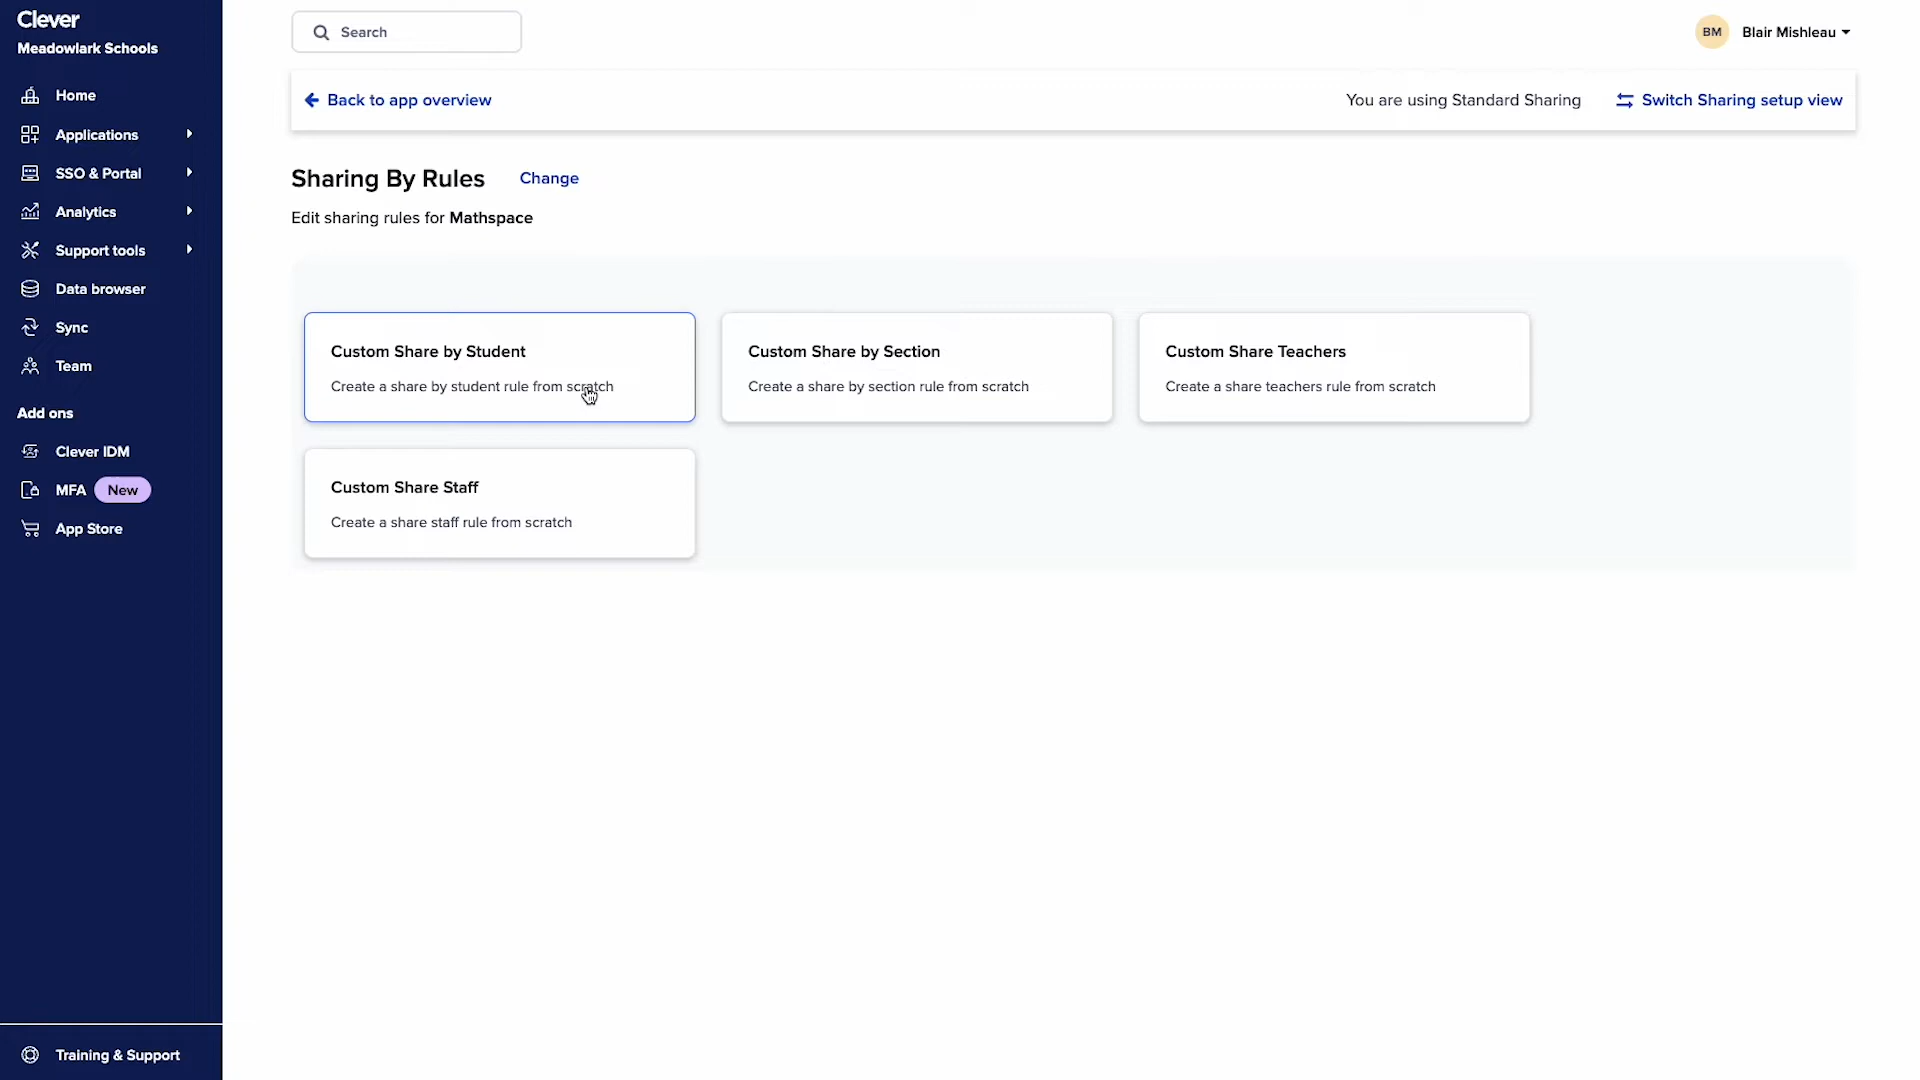 Clever
Meadowlark Schools
Home
Applications
SSO & Portal
Analytics
Support tools
Data browser
Sync
Team
Add ons
Clever IDM
MFA New
App Store
Training & Support
Search
BM Blair Mishleau
Back to app overview
You are using Standard Sharing
Switch Sharing setup view
Sharing By Rules Change
Edit sharing rules for Mathspace
Custom Share by Student
Create a share by student rule from scratch
Custom Share by Section
Create a share by section rule from scratch
Custom Share Teachers
Create a share teachers rule from scratch
Custom Share Staff
Create a share staff rule from scratch